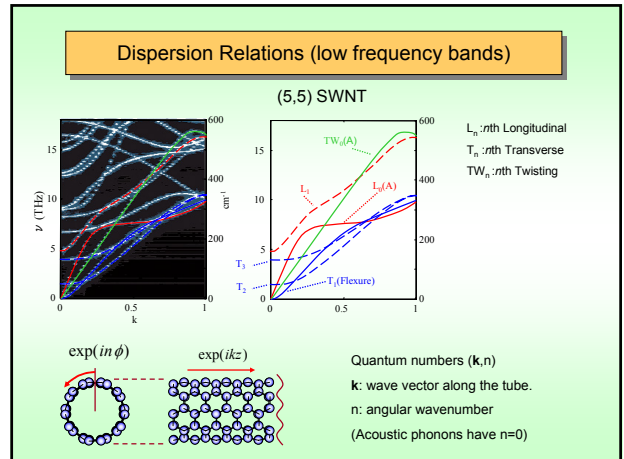 Dispersion Relations (low frequency bands)
(5,5) SWNT
15
10
5
0
ν (THz)
600
400
200
0
cm⁻¹
0
0.5
1
k
15
10
5
0
600
400
200
0
0
0.5
1
TW₀(A)
L₁
L₀(A)
T₃
T₂
T₁(Flexure)
Lₙ :nth Longitudinal
Tₙ :nth Transverse
TWₙ :nth Twisting
exp(inϕ)
exp(ikz)
Quantum numbers (k,n)
k: wave vector along the tube.
n: angular wavenumber
(Acoustic phonons have n=0)